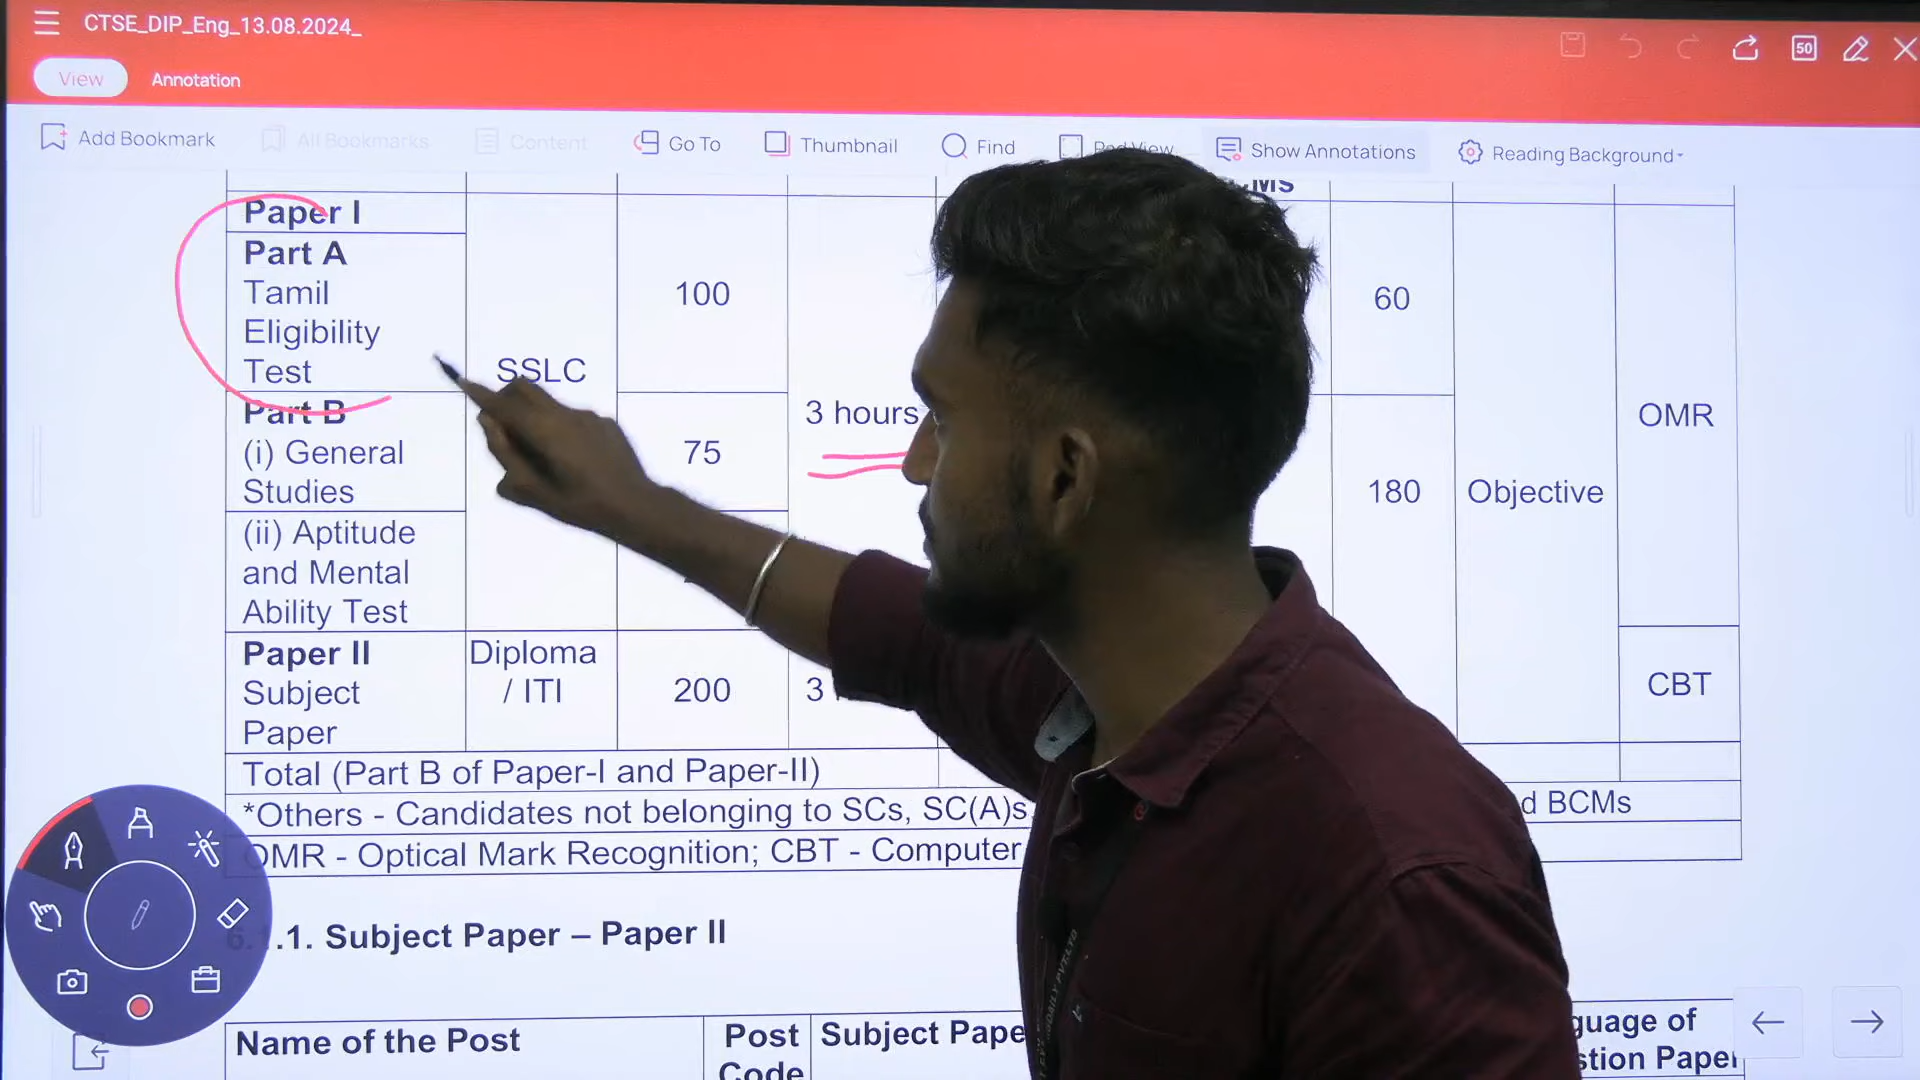 CTSE_DIP_Eng_13.08.2024_
50
View
Annotation
Add Bookmark
All Bookmarks
Content
Go To
Thumbnail
Find
Show Annotations
Reading Background
MS
Paper I
Part A
Tamil
Eligibility
Test
SSLC
100
60
Part B
(i) General
Studies
75
3 hours
180
Objective
OMR
(ii) Aptitude
and Mental
Ability Test
Paper II
Subject
Paper
Diploma
/ ITI
200
3
CBT
Total (Part B of Paper-I and Paper-II)
*Others - Candidates not belonging to SCs, SC(A)s
d BCMs
OMR - Optical Mark Recognition; CBT - Computer
.1. Subject Paper – Paper II
Name of the Post
Post
Code
Subject Pape
guage of
stion Paper